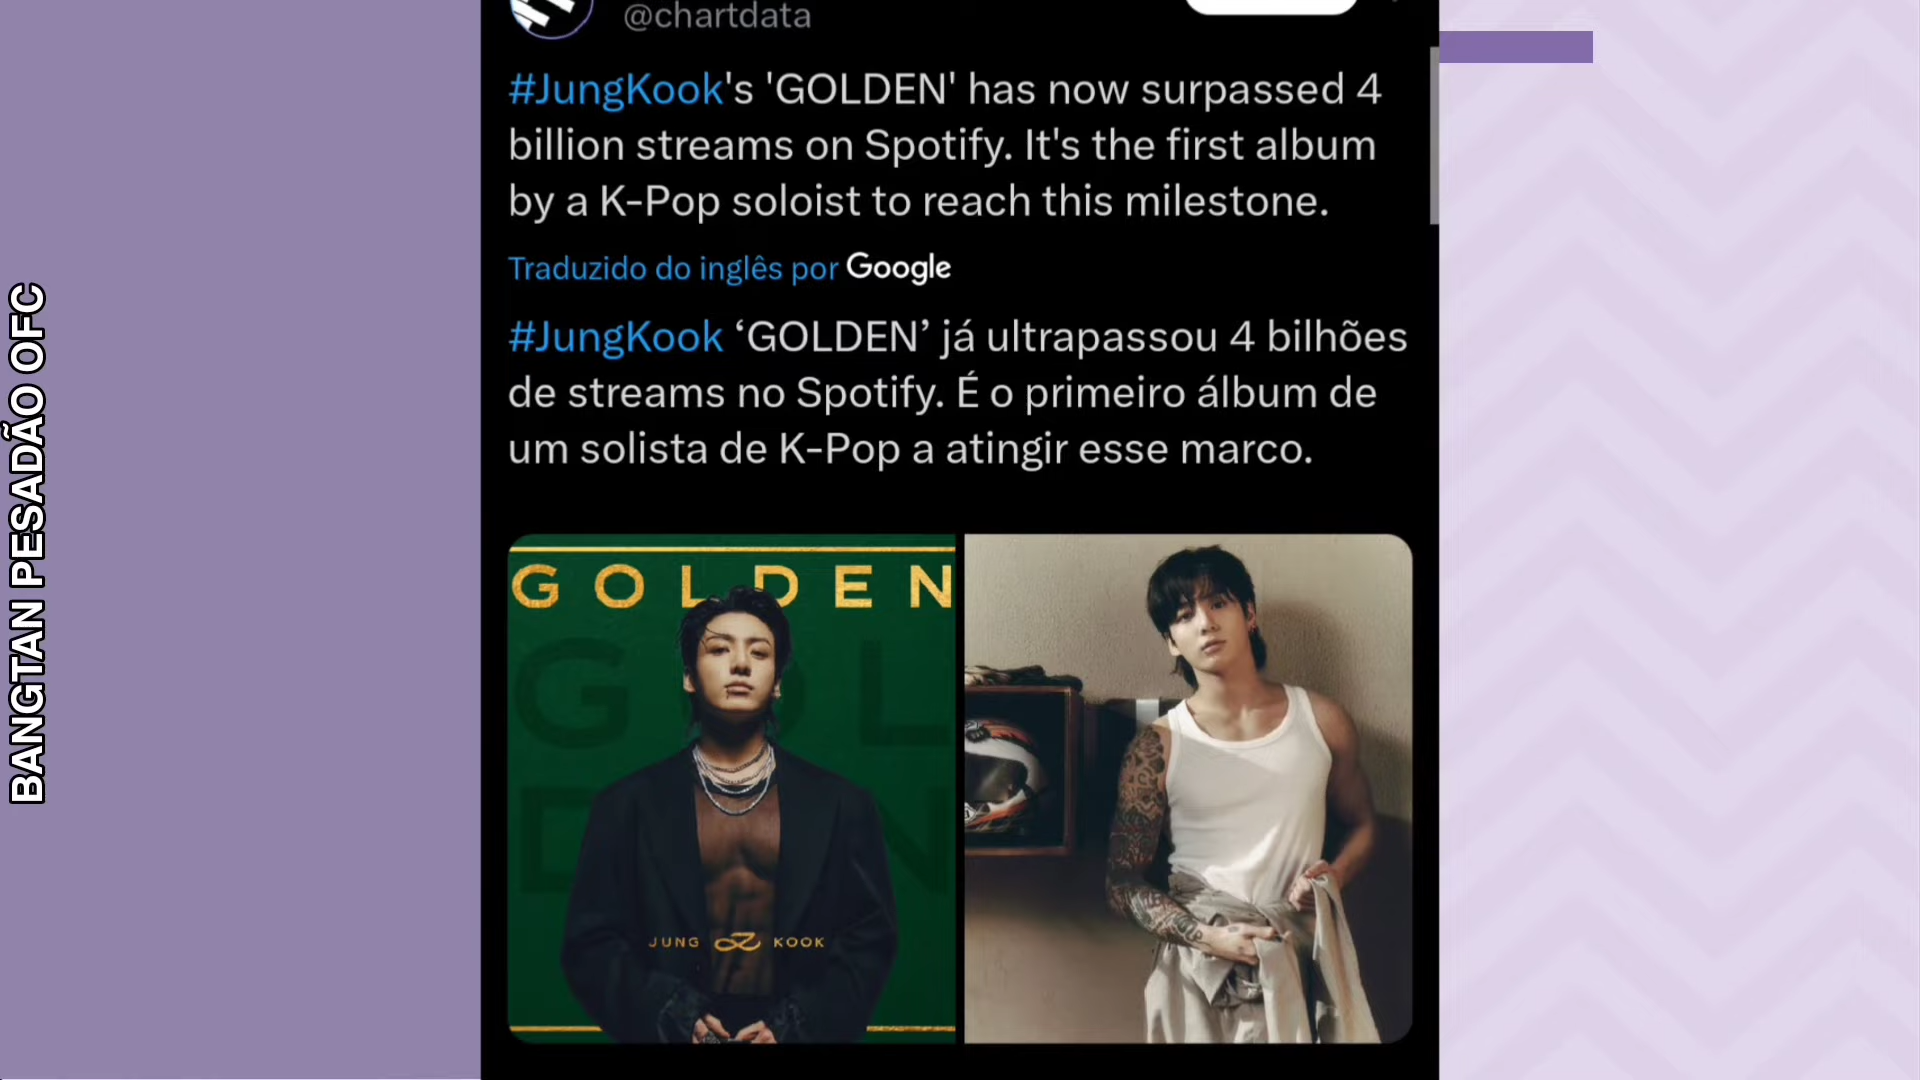 @chartdata
#JungKook's 'GOLDEN' has now surpassed 4
billion streams on Spotify. It's the first album
by a K-Pop soloist to reach this milestone.
Traduzido do inglês por Google
#JungKook ‘GOLDEN’ já ultrapassou 4 bilhões
de streams no Spotify. É o primeiro álbum de
um solista de K-Pop a atingir esse marco.
GOLDEN
GOL
DEN
JUNG KOOK
BANGTAN PESADÃO OFC